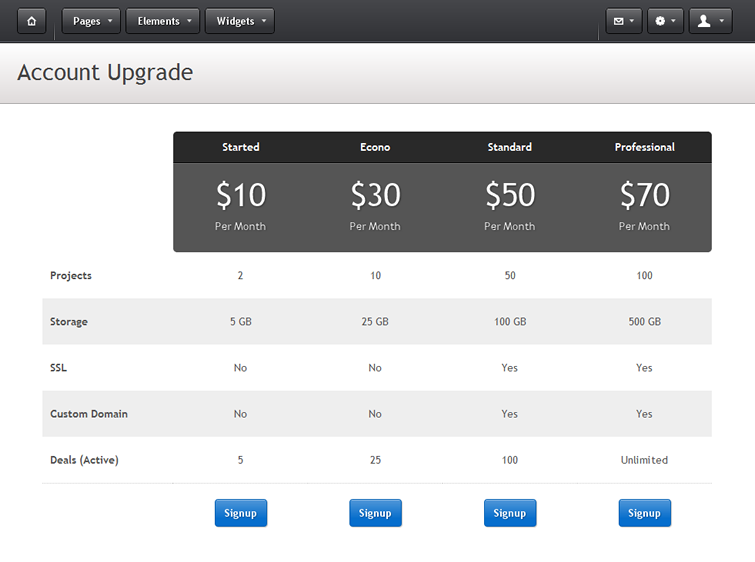 Pages Elements Widgets
Account Upgrade
Started Econo Standard Professional
$10 $30 $50 $70
Per Month Per Month Per Month Per Month
Projects 2 10 50 100
Storage 5 GB 25 GB 100 GB 500 GB
SSL No No Yes Yes
Custom Domain No No Yes Yes
Deals (Active) 5 25 100 Unlimited
Signup Signup Signup Signup